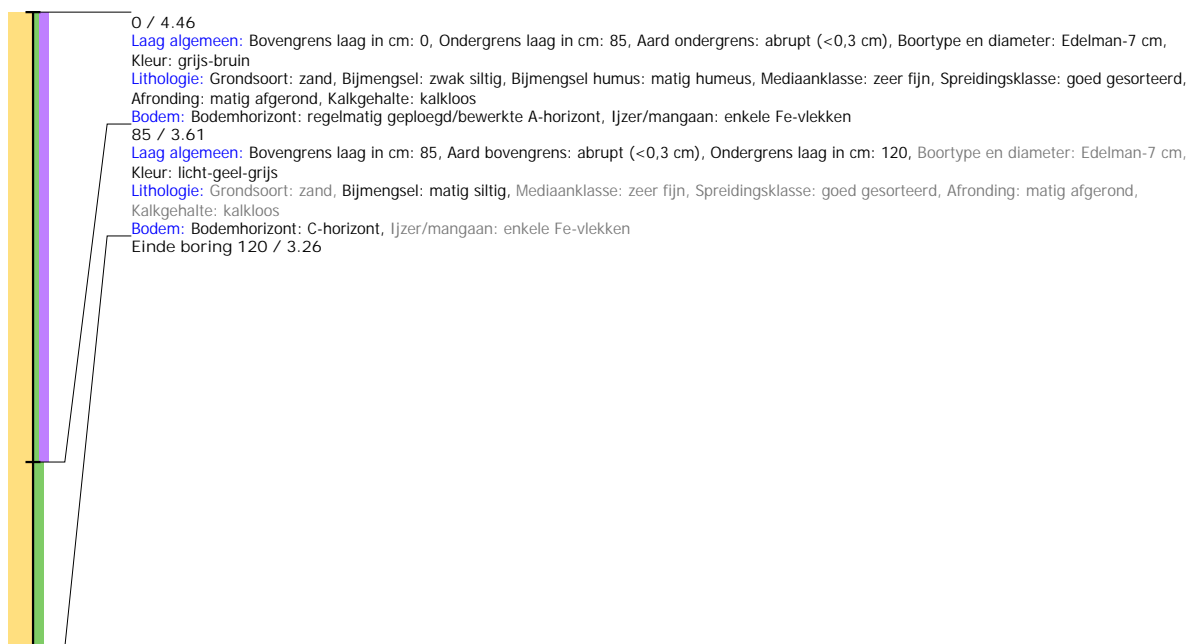 0 / 4.46
Laag algemeen: Bovengrens laag in cm: 0, Ondergrens laag in cm: 85, Aard ondergrens: abrupt (<0,3 cm), Boortype en diameter: Edelman-7 cm,
Kleur: grijs-bruin
Lithologie: Grondsoort: zand, Bijmengsel: zwak siltig, Bijmengsel humus: matig humeus, Mediaanklasse: zeer fijn, Spreidingsklasse: goed gesorteerd,
Afronding: matig afgerond, Kalkgehalte: kalkloos
Bodem: Bodemhorizont: regelmatig geploegd/bewerkte A-horizont, Ijzer/mangaan: enkele Fe-vlekken
85 / 3.61
Laag algemeen: Bovengrens laag in cm: 85, Aard bovengrens: abrupt (<0,3 cm), Ondergrens laag in cm: 120, Boortype en diameter: Edelman-7 cm,
Kleur: licht-geel-grijs
Lithologie: Grondsoort: zand, Bijmengsel: matig siltig, Mediaanklasse: zeer fijn, Spreidingsklasse: goed gesorteerd, Afronding: matig afgerond,
Kalkgehalte: kalkloos
Bodem: Bodemhorizont: C-horizont, Ijzer/mangaan: enkele Fe-vlekken
Einde boring 120 / 3.26